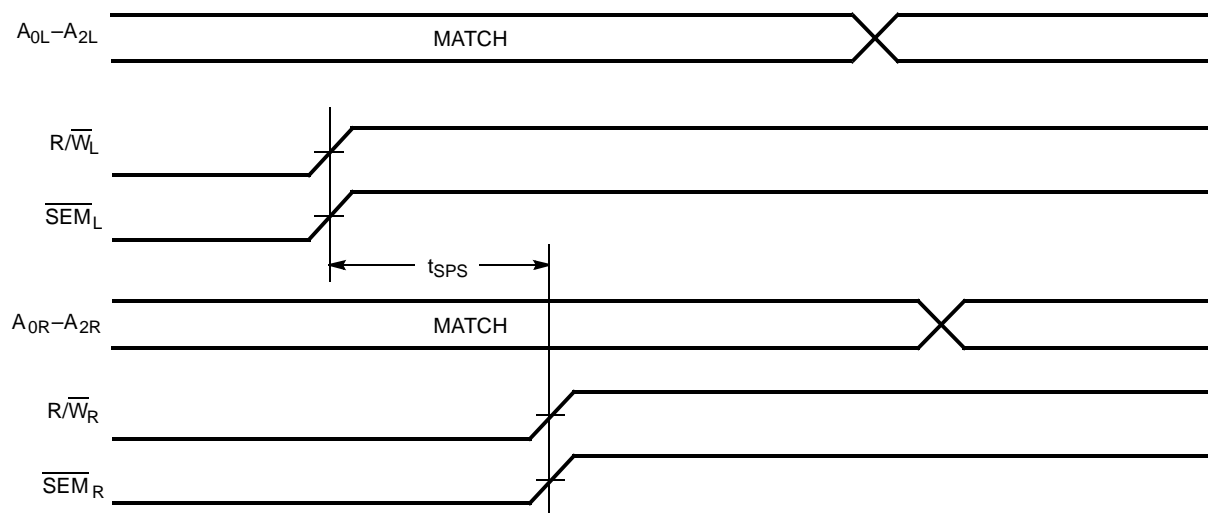 A0L–A2L
MATCH
R/W̅L
S̅E̅M̅L
tSPS
A0R–A2R
MATCH
R/W̅R
S̅E̅M̅R